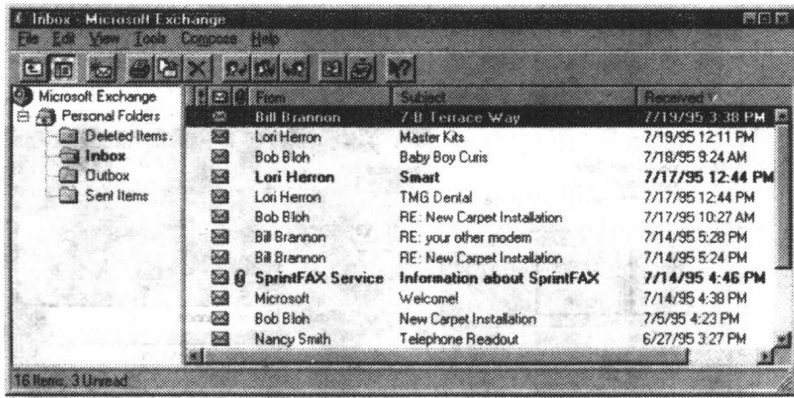 Inbox - Microsoft Exchange
File Edit View Tools Compose Help
Microsoft Exchange
Personal Folders
Deleted Items.
Inbox
Outbox
Sent Items
From Subject Received
Bill Brannon 7-B Terrace Way 7/19/95 3:38 PM
Lori Herron Master Kits 7/19/95 12:11 PM
Bob Bloh Baby Boy Curis 7/18/95 9:24 AM
Lori Herron Smart 7/17/95 12:44 PM
Lori Herron TMG Dental 7/17/95 12:44 PM
Bob Bloh RE: New Carpet Installation 7/17/95 10:27 AM
Bill Brannon RE: your other modem 7/14/95 5:28 PM
Bill Brannon RE: New Carpet Installation 7/14/95 5:24 PM
SprintFAX Service Information about SprintFAX 7/14/95 4:46 PM
Microsoft Welcome! 7/14/95 4:38 PM
Bob Bloh New Carpet Installation 7/5/95 4:23 PM
Nancy Smith Telephone Readout 6/27/95 3:27 PM
16 Items, 3 Unread